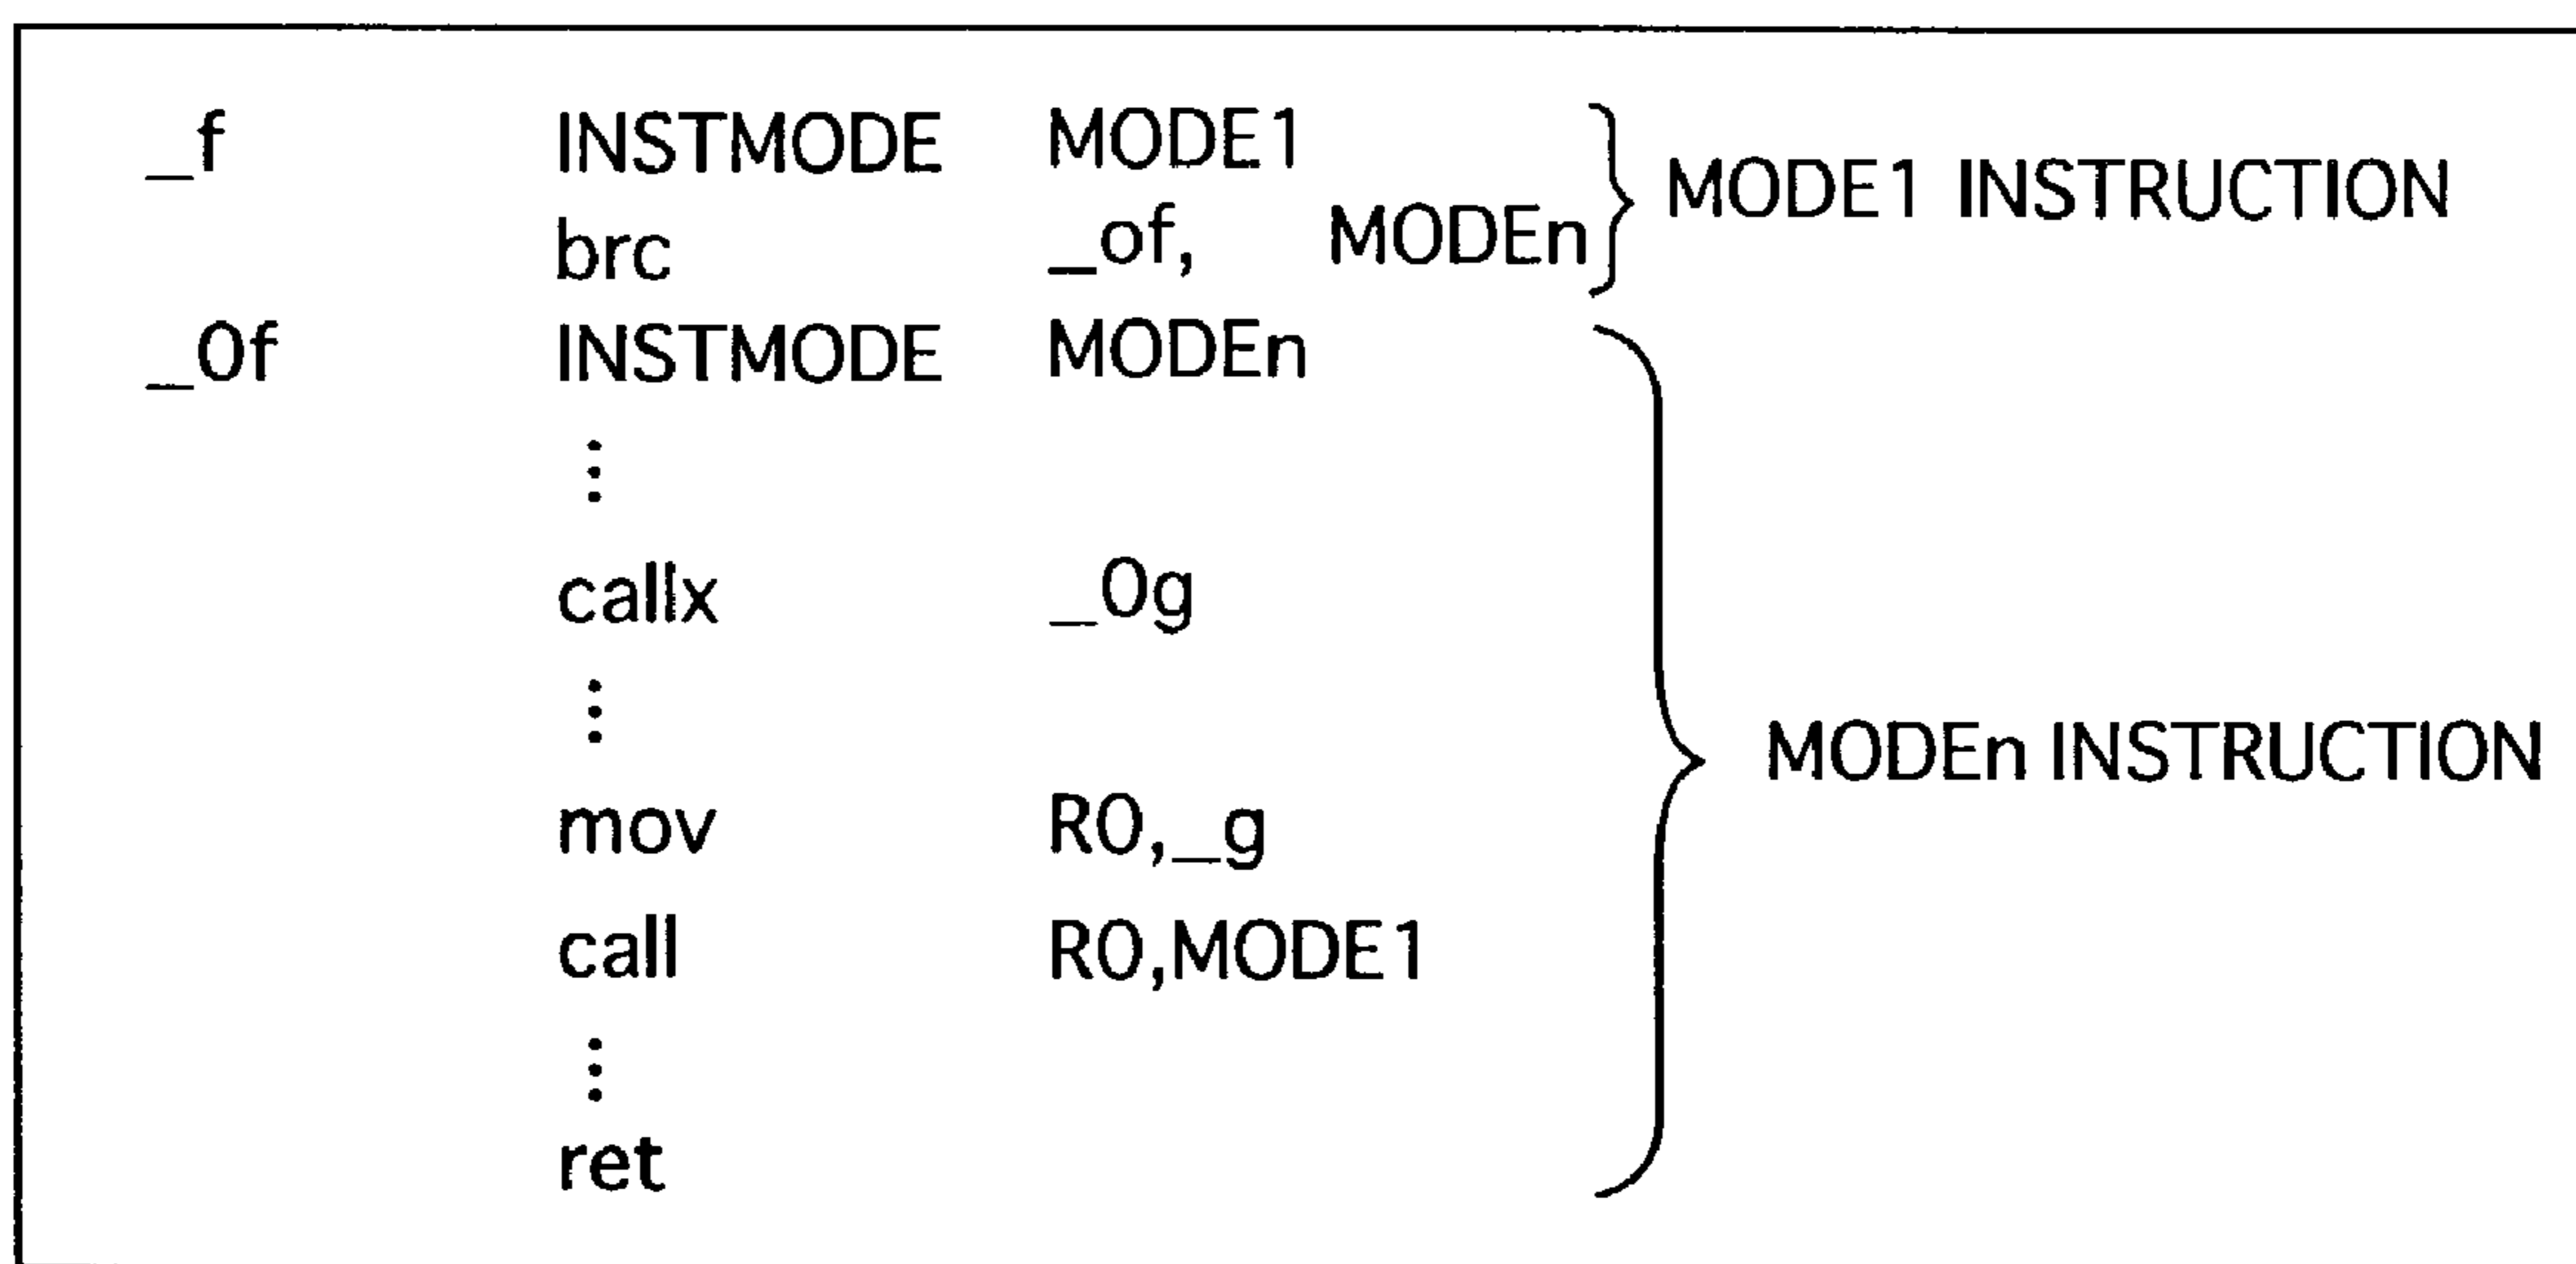 _f INSTMODE MODE1
brc _of, MODEn
MODE1 INSTRUCTION
_0f INSTMODE MODEn
⋮
callx _0g
⋮
MODEn INSTRUCTION
mov R0,_g
call R0,MODE1
⋮
ret